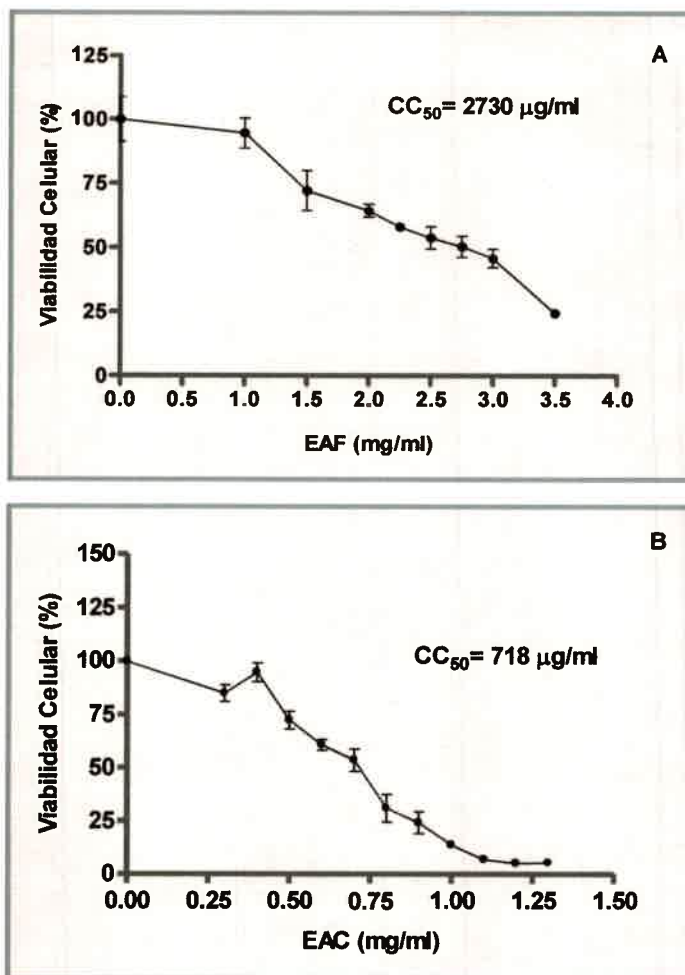 A
CC50= 2730 µg/ml
Viabilidad Celular (%)
125
100
75
50
25
0
0.0 0.5 1.0 1.5 2.0 2.5 3.0 3.5 4.0
EAF (mg/ml)
B
CC50= 718 µg/ml
Viabilidad Celular (%)
150
125
100
75
50
25
0
0.00 0.25 0.50 0.75 1.00 1.25 1.50
EAC (mg/ml)